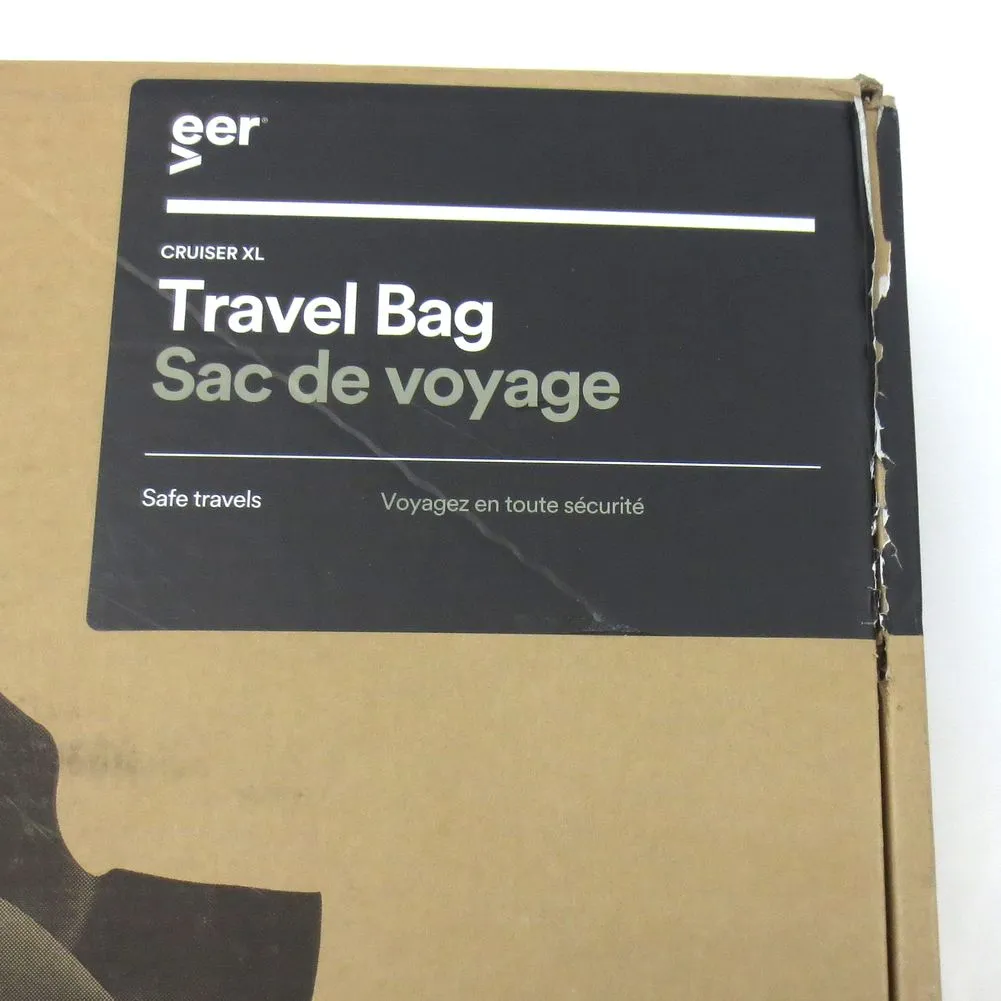 veer®
CRUISER XL
Travel Bag
Sac de voyage
Safe travels
Voyagez en toute sécurité